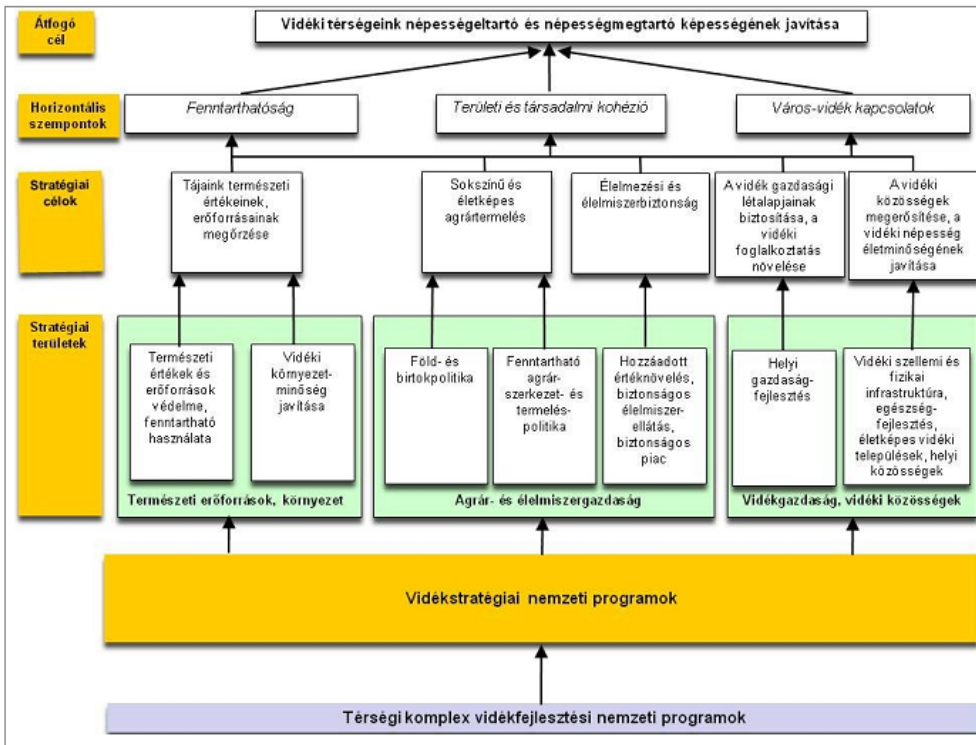 Átfogó
cél
Vidéki térségeink népességeltartó és népességmegtartó képességének javítása
Horizontális
szempontok
Fenntarthatóság
Területi és társadalmi kohézió
Város-vidék kapcsolatok
Stratégiai
célok
Tájaink természeti
értékeinek,
erőforrásainak
megőrzése
Sokszínű és
életképes
agrártermelés
Élelmezési és
élelmiszerbiztonság
A vidék gazdasági
létalapjainak
biztosítása, a
vidéki
foglalkoztatás
növelése
A vidéki
közösségek
megerősítése, a
vidéki népesség
életminőségének
javítása
Stratégiai
területek
Természeti
értékek és
erőforrások
védelme,
fenntartható
használata
Vidéki
környezet-
minőség
javítása
Természeti erőforrások, környezet
Föld- és
birtokpolitika
Fenntartható
agrár-
szerkezet- és
termelés-
politika
Hozzáadott
értéknövelés,
biztonságos
élelmiszer-
ellátás,
biztonságos
piac
Agrár- és élelmiszergazdaság
Helyi
gazdaság-
fejlesztés
Vidéki szellemi és
fizikai
infrastruktúra,
egészség-
fejlesztés,
életképes vidéki
települések, helyi
közösségek
Vidékgazdaság, vidéki közösségek
Vidékstratégiai nemzeti programok
Térségi komplex vidékfejlesztési nemzeti programok